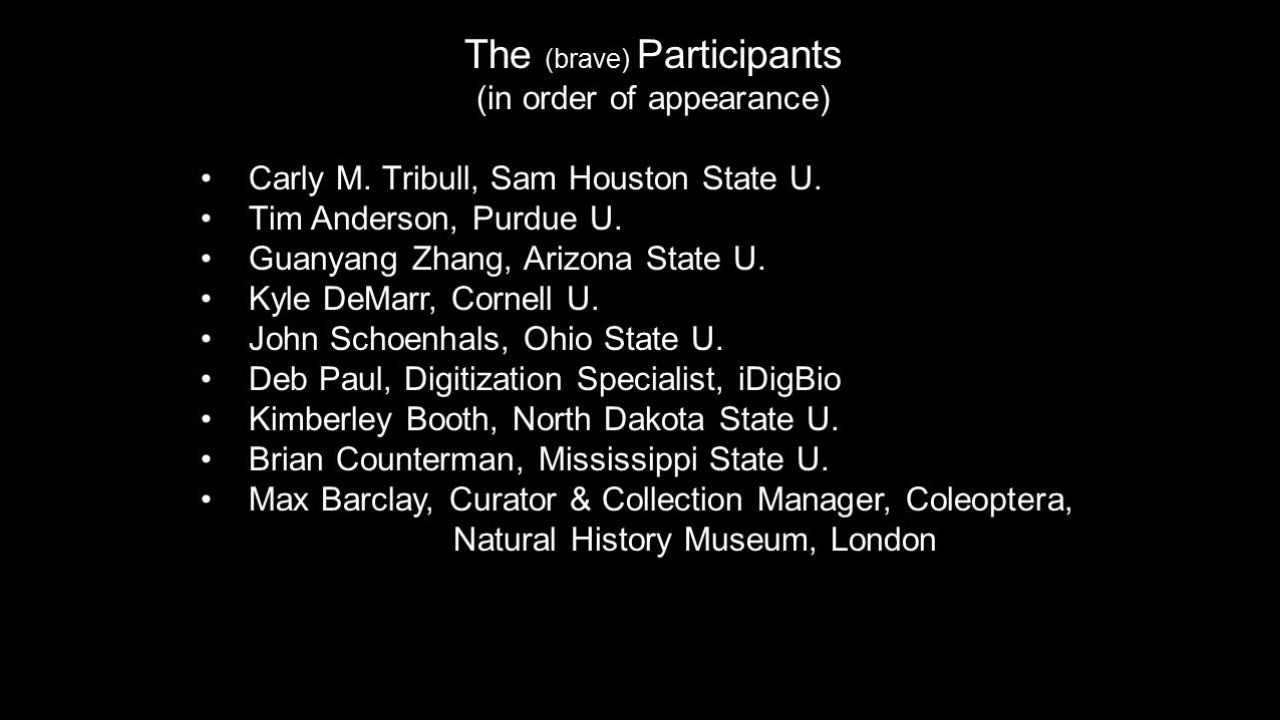 The (brave) Participants
(in order of appearance)
• Carly M. Tribull, Sam Houston State U.
• Tim Anderson, Purdue U.
• Guanyang Zhang, Arizona State U.
• Kyle DeMarr, Cornell U.
• John Schoenhals, Ohio State U.
• Deb Paul, Digitization Specialist, iDigBio
• Kimberley Booth, North Dakota State U.
• Brian Counterman, Mississippi State U.
• Max Barclay, Curator & Collection Manager, Coleoptera,
Natural History Museum, London